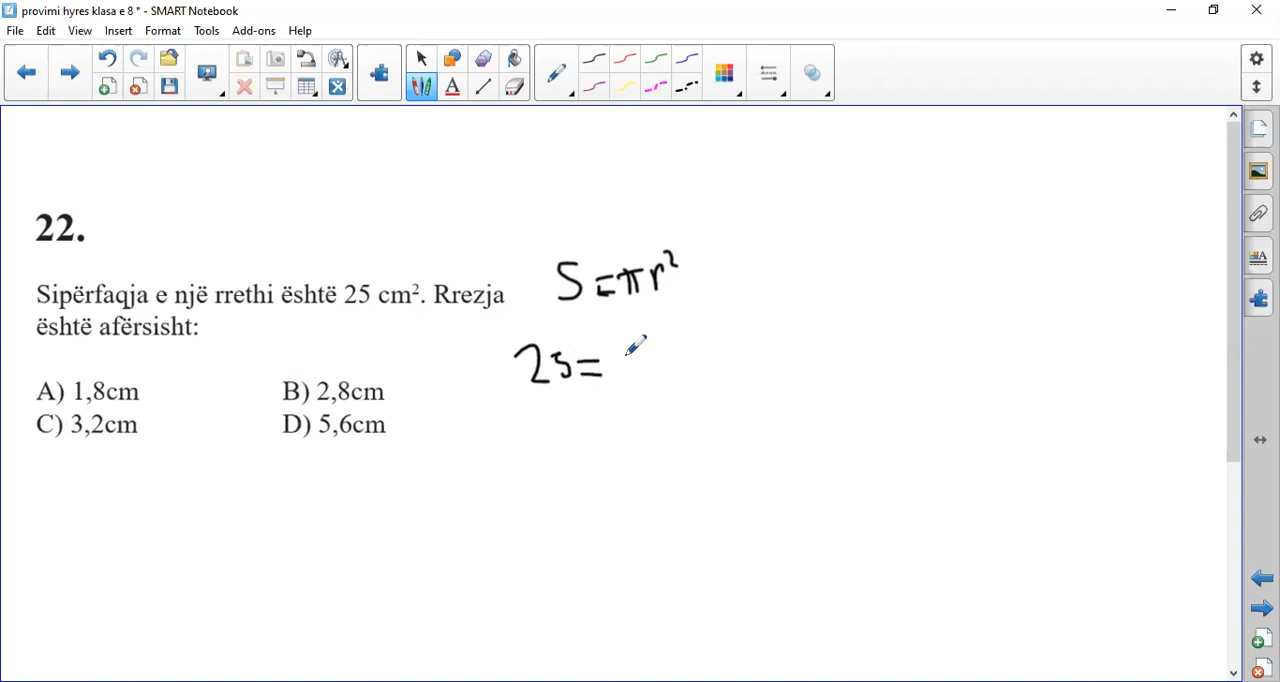 provimi hyres klasa e 8 * - SMART Notebook
File Edit View Insert Format Tools Add-ons Help
22.
Sipërfaqja e një rrethi është 25 cm². Rrezja
është afërsisht:
A) 1,8cm B) 2,8cm
C) 3,2cm D) 5,6cm
S=πr²
25=